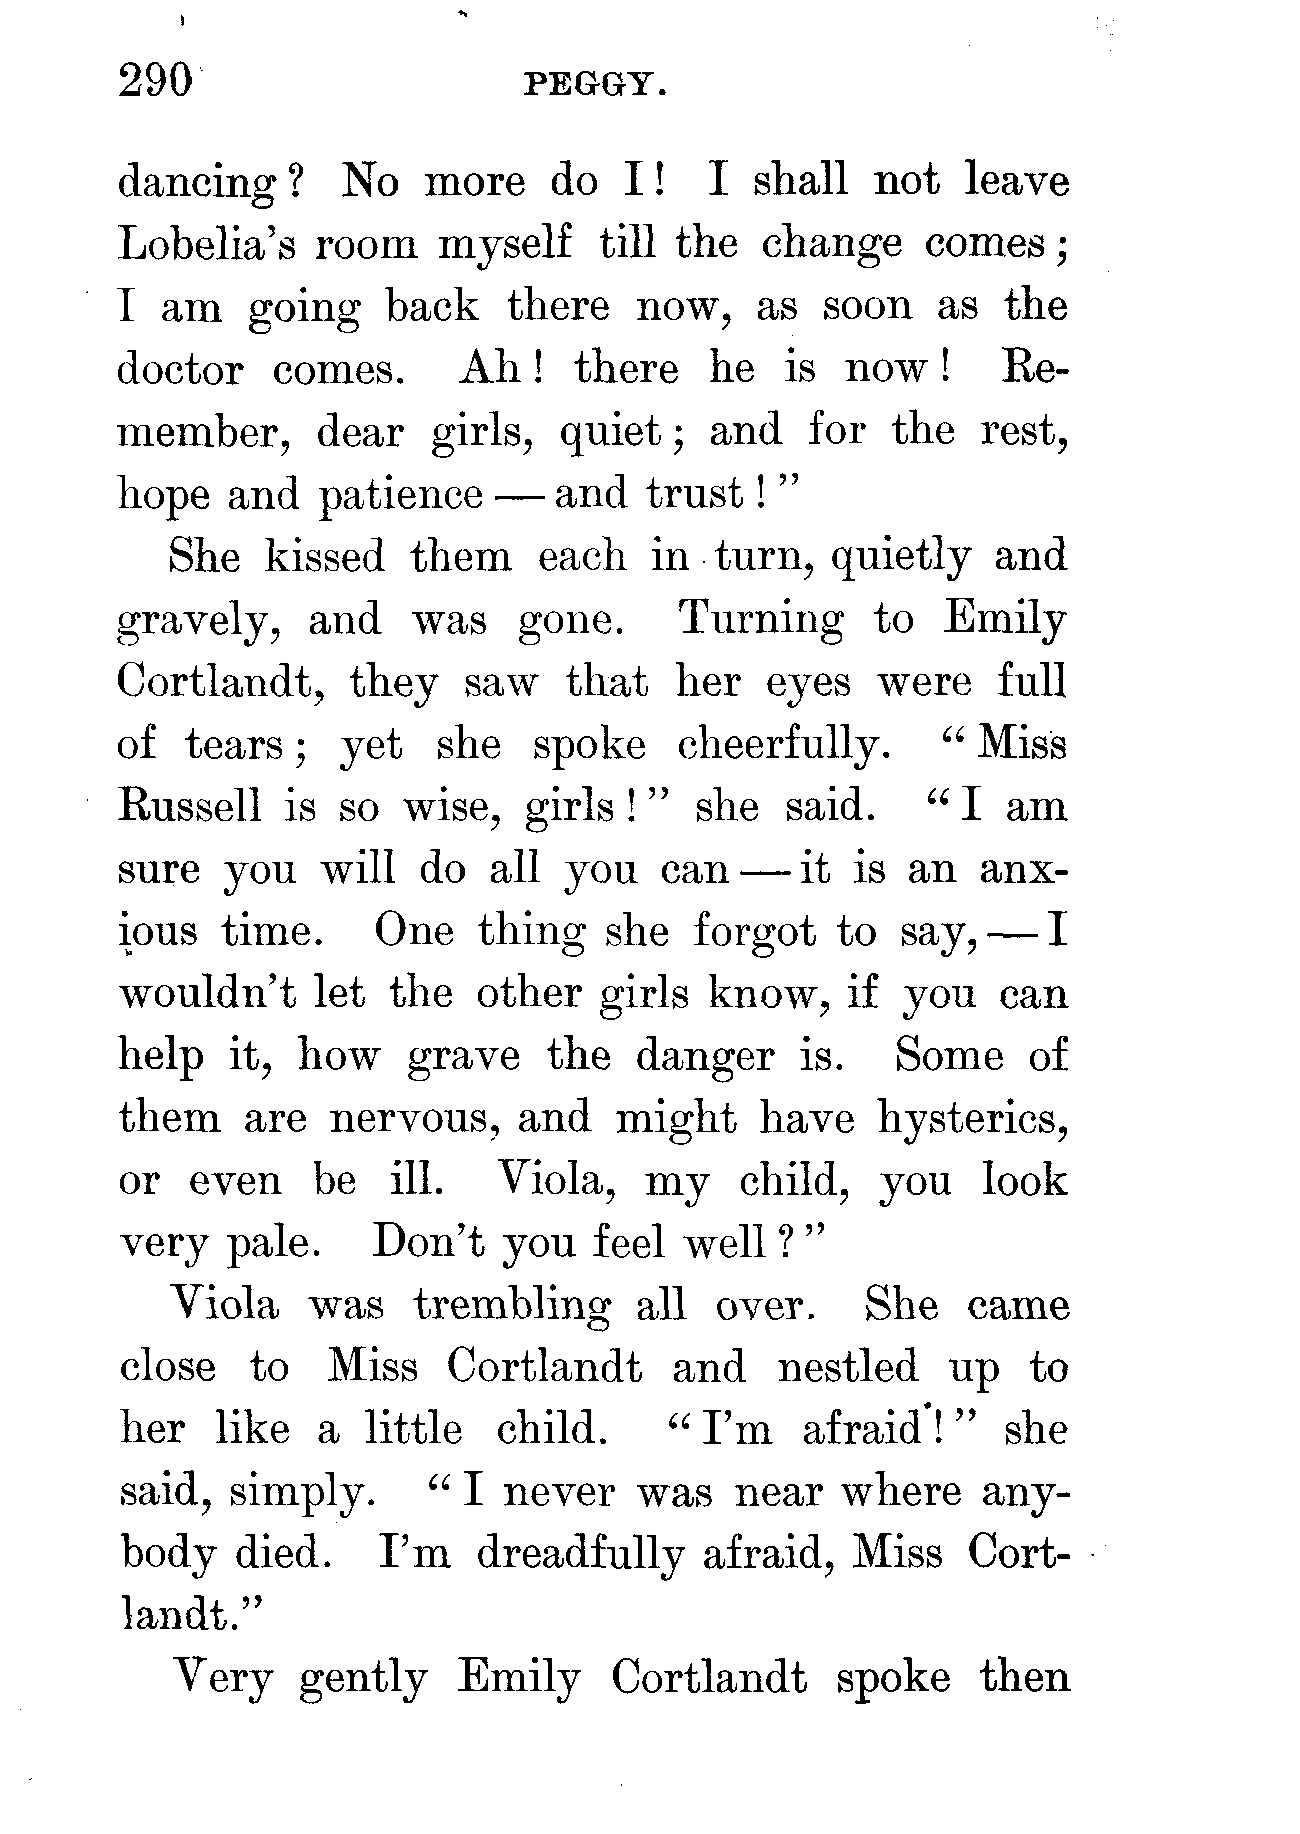 290 PEGGY.
dancing? No more do I! I shall not leave
Lobelia's room myself till the change comes;
I am going back there now, as soon as the
doctor comes. Ah! there he is now! Re-
member, dear girls, quiet; and for the rest,
hope and patience — and trust!"
She kissed them each in turn, quietly and
gravely, and was gone. Turning to Emily
Cortlandt, they saw that her eyes were full
of tears; yet she spoke cheerfully. "Miss
Russell is so wise, girls!" she said. "I am
sure you will do all you can — it is an anx-
ious time. One thing she forgot to say, — I
wouldn't let the other girls know, if you can
help it, how grave the danger is. Some of
them are nervous, and might have hysterics,
or even be ill. Viola, my child, you look
very pale. Don't you feel well?"
Viola was trembling all over. She came
close to Miss Cortlandt and nestled up to
her like a little child. "I'm afraid!" she
said, simply. "I never was near where any-
body died. I'm dreadfully afraid, Miss Cort-
landt."
Very gently Emily Cortlandt spoke then